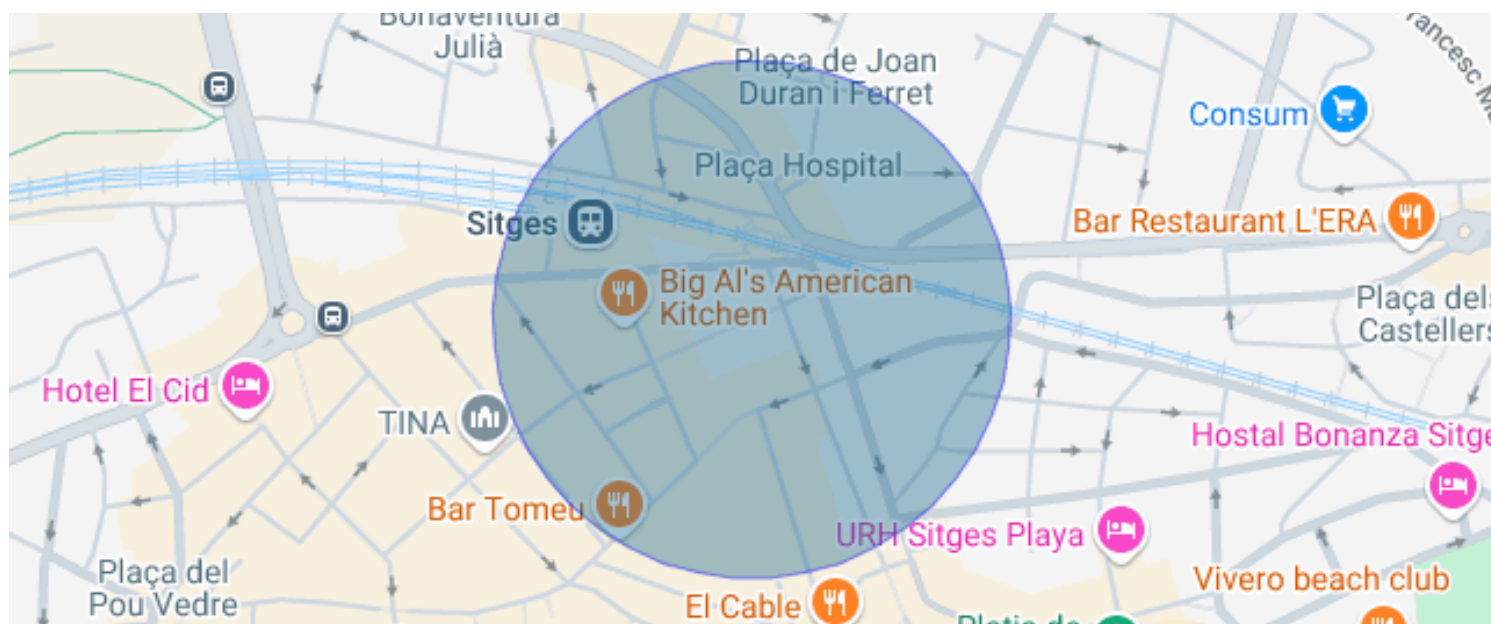 Bonaventura
Julià
Plaça de Joan
Duran i Ferret
Consum
Plaça Hospital
Sitges
Bar Restaurant L'ERA
Big Al's American
Kitchen
Plaça dels
Castellers
Hotel El Cid
TINA
Hostal Bonanza Sitge
Bar Tomeu
URH Sitges Playa
Plaça del
Pou Vedre
Vivero beach club
El Cable
Platja de